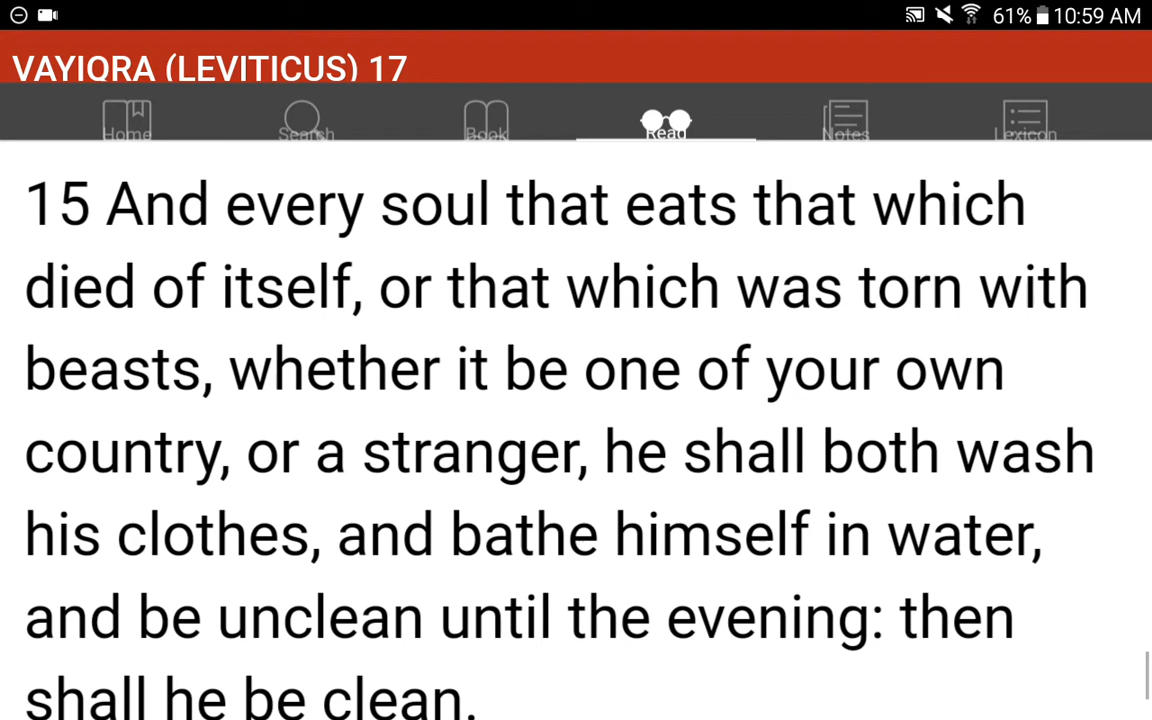 61% 10:59 AM
VAYIQRA (LEVITICUS) 17
Home Search Book Read Notes Lexicon
15 And every soul that eats that which
died of itself, or that which was torn with
beasts, whether it be one of your own
country, or a stranger, he shall both wash
his clothes, and bathe himself in water,
and be unclean until the evening: then
shall he be clean.